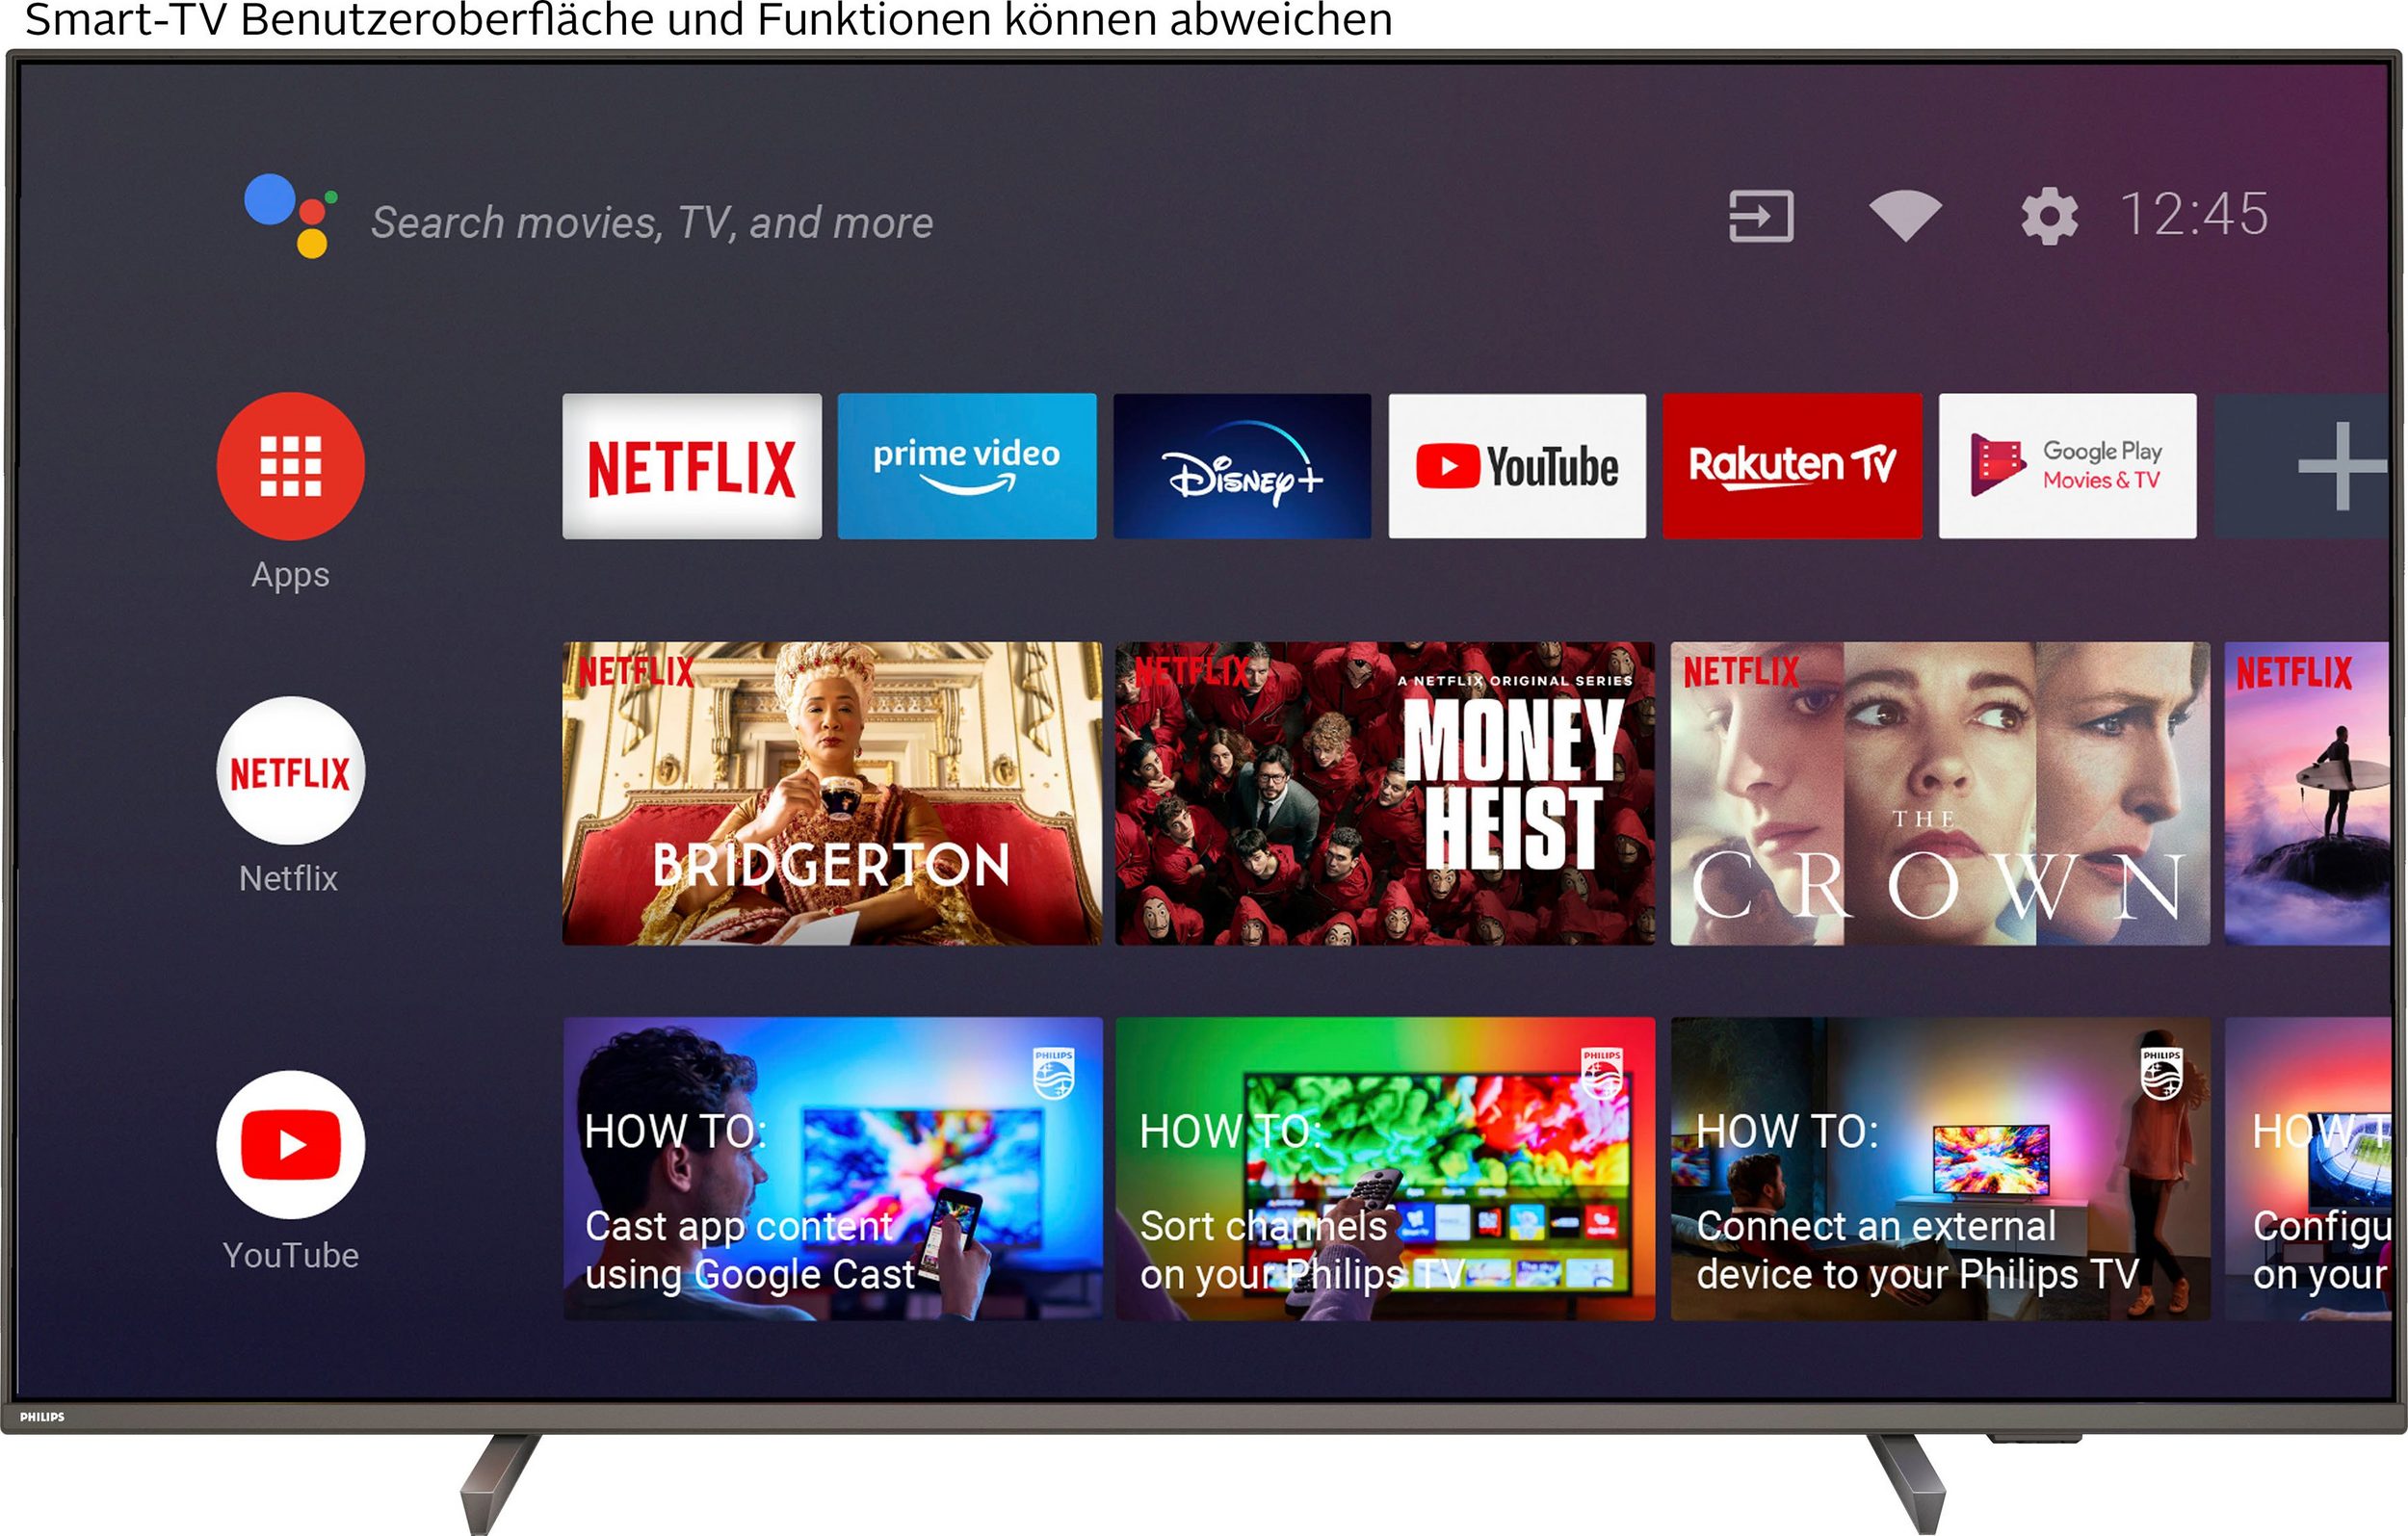 Smart-TV Benutzeroberfläche und Funktionen können abweichen
Search movies, TV, and more
12:45
NETFLIX
prime video
Disney+
YouTube
Rakuten TV
Google Play
Movies & TV
Apps
NETFLIX
BRIDGERTON
NETFLIX
A NETFLIX ORIGINAL SERIES
MONEY
HEIST
NETFLIX
THE
CROWN
NETFLIX
NETFLIX
Netflix
PHILIPS
HOW TO:
Cast app content
using Google Cast
PHILIPS
HOW TO:
Sort channels
on your Philips TV
PHILIPS
HOW TO:
Connect an external
device to your Philips TV
HOW T
Configu
on your
YouTube
PHILIPS